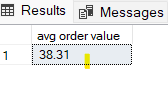 Results Messages
avg order value
1 38.31